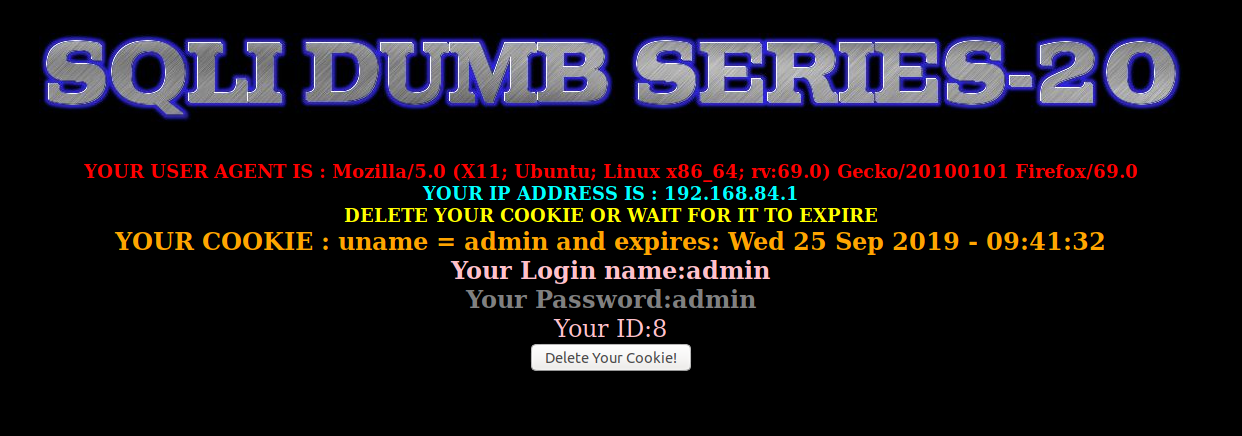 SQLI DUMB SERIES-20
YOUR USER AGENT IS : Mozilla/5.0 (X11; Ubuntu; Linux x86_64; rv:69.0) Gecko/20100101 Firefox/69.0
YOUR IP ADDRESS IS : 192.168.84.1
DELETE YOUR COOKIE OR WAIT FOR IT TO EXPIRE
YOUR COOKIE : uname = admin and expires: Wed 25 Sep 2019 - 09:41:32
Your Login name:admin
Your Password:admin
Your ID:8
Delete Your Cookie!